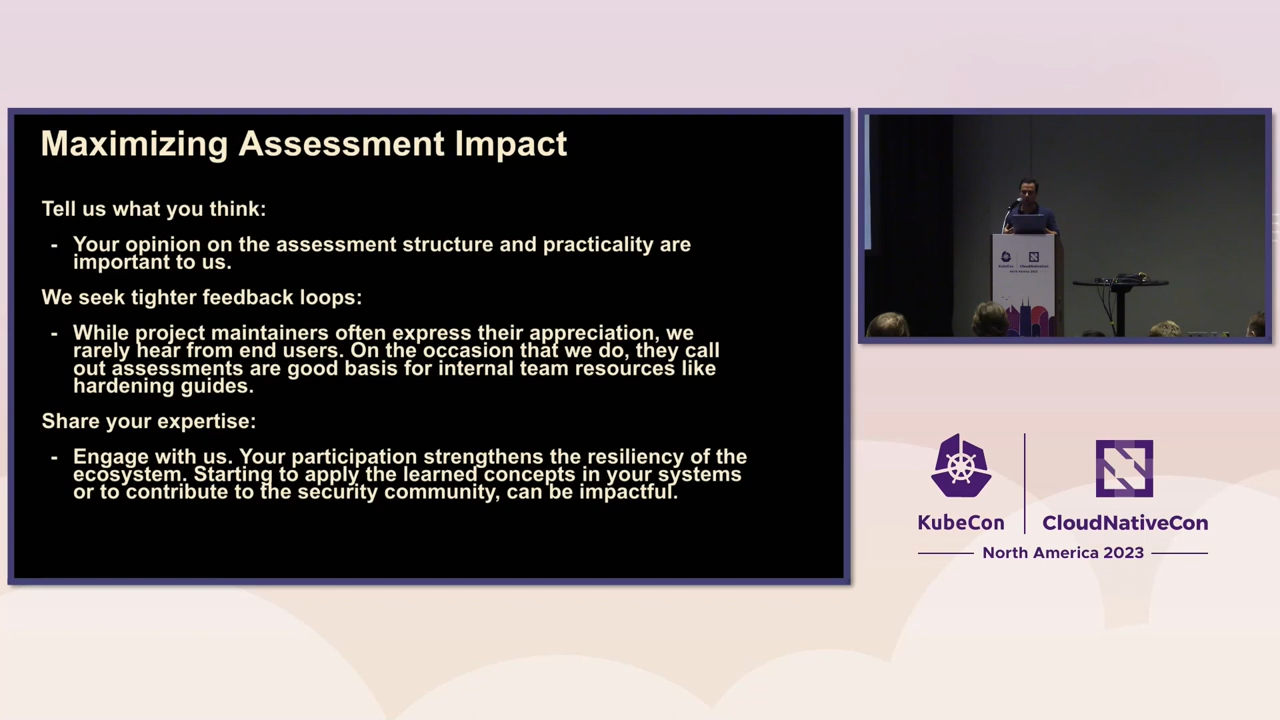 Maximizing Assessment Impact
Tell us what you think:
- Your opinion on the assessment structure and practicality are
important to us.
We seek tighter feedback loops:
- While project maintainers often express their appreciation, we
rarely hear from end users. On the occasion that we do, they call
out assessments are good basis for internal team resources like
hardening guides.
Share your expertise:
- Engage with us. Your participation strengthens the resiliency of the
ecosystem. Starting to apply the learned concepts in your systems
or to contribute to the security community, can be impactful.
KubeCon CloudNativeCon
KubeCon CloudNativeCon
North America 2023